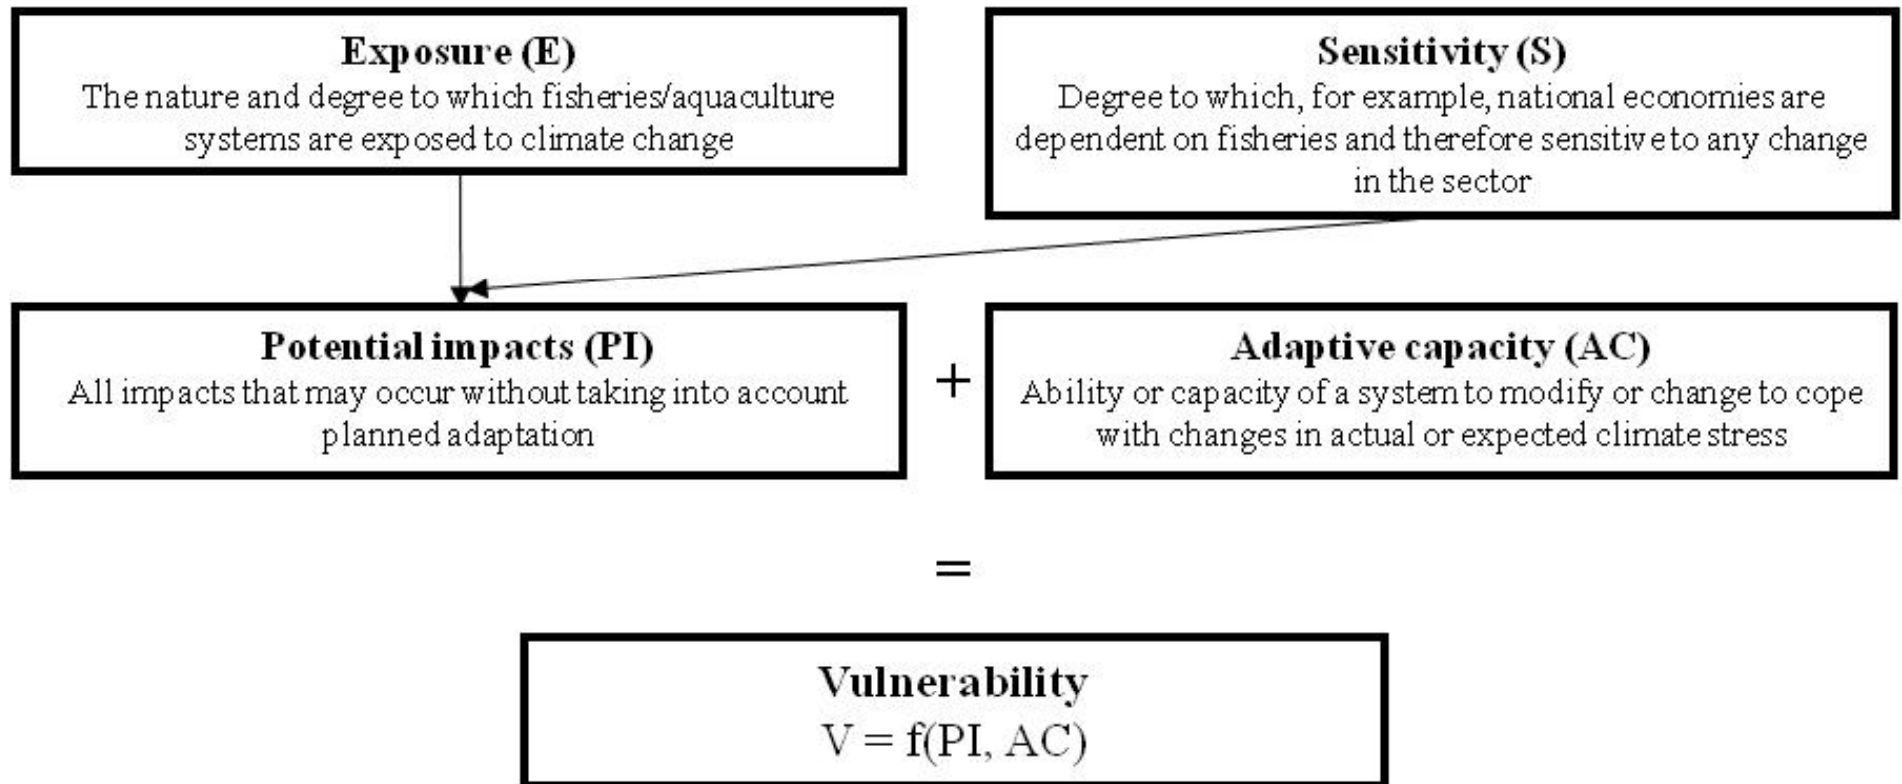 Exposure (E)
The nature and degree to which fisheries/aquaculture
systems are exposed to climate change
Sensitivity (S)
Degree to which, for example, national economies are
dependent on fisheries and therefore sensitive to any change
in the sector
Potential impacts (PI)
All impacts that may occur without taking into account
planned adaptation
+
Adaptive capacity (AC)
Ability or capacity of a system to modify or change to cope
with changes in actual or expected climate stress
=
Vulnerability
V = f(PI, AC)